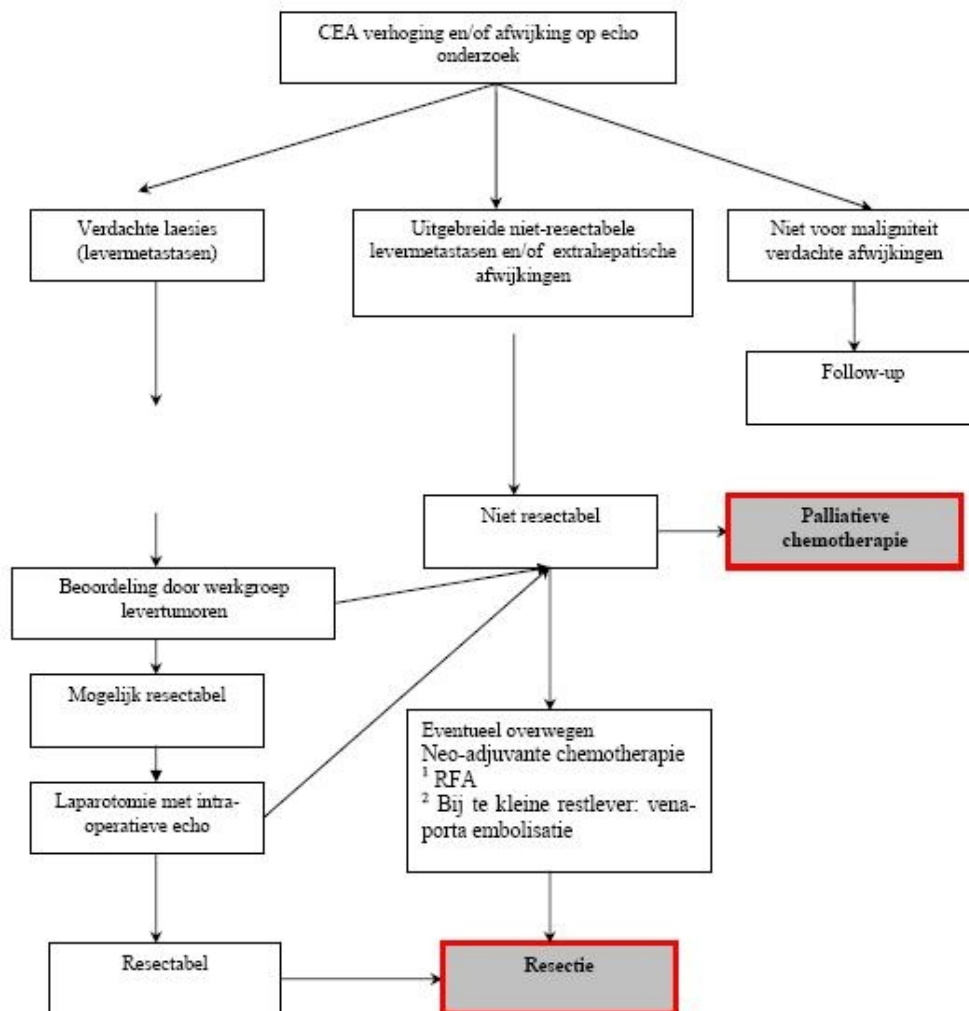 CEA verhoging en/of afwijking op echo
onderzoek
Verdachte laesies
(levermetastasen)
Uitgebreide niet-resectabele
levermetastasen en/of extrahepatische
afwijkingen
Niet voor maligniteit
verdachte afwijkingen
Follow-up
Niet resectabel
Palliatieve
chemotherapie
Beoordeling door werkgroep
levertumoren
Mogelijk resectabel
Eventueel overwegen
Neo-adjuvante chemotherapie
¹ RFA
² Bij te kleine restlever: vena-
porta embolisatie
Laparotomie met intra-
operatieve echo
Resectabel
Resectie